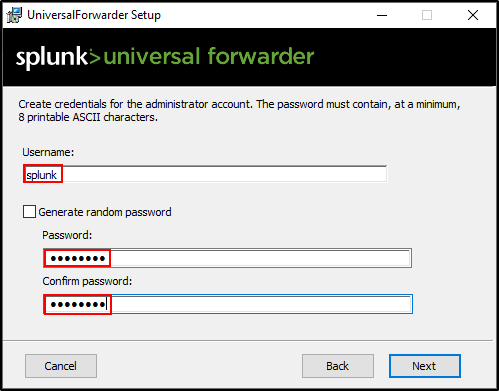 UniversalForwarder Setup
splunk> universal forwarder
Create credentials for the administrator account. The password must contain, at a minimum,
8 printable ASCII characters.
Username:
splunk
Generate random password
Password:
••••••••
Confirm password:
••••••••
Cancel
Back
Next